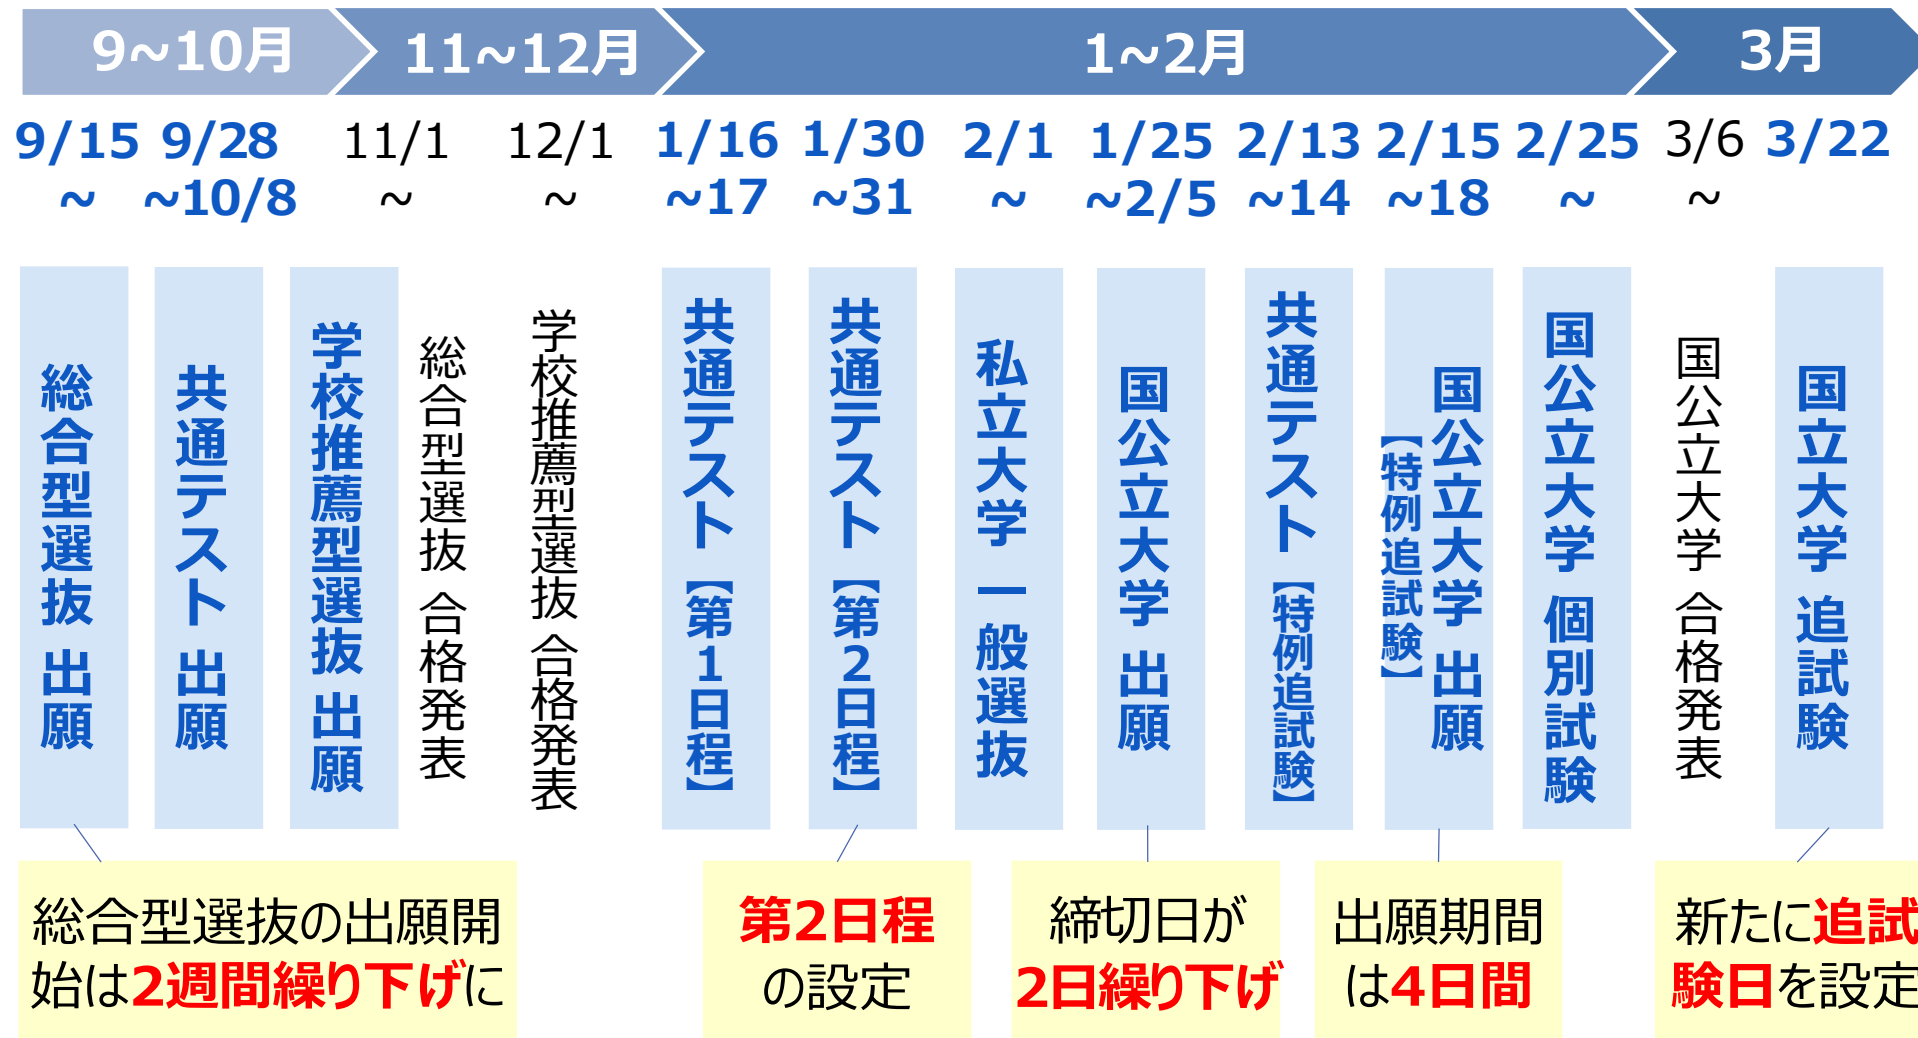 9~10月
11~12月
1~2月
3月
9/15
~
9/28
~10/8
11/1
~
12/1
~
1/16
~17
1/30
~31
2/1
~
1/25
~2/5
2/13
~14
2/15
~18
2/25
~
3/6
~
3/22
総合型選抜 出願
共通テスト 出願
学校推薦型選抜 出願
総合型選抜 合格発表
学校推薦型選抜 合格発表
共通テスト【第1日程】
共通テスト【第2日程】
私立大学 一般選抜
国公立大学 出願
共通テスト【特例追試験】
国公立大学 出願
【特例追試験】
国公立大学 個別試験
国公立大学 合格発表
国立大学 追試験
総合型選抜の出願開
始は2週間繰り下げに
第2日程
の設定
締切日が
2日繰り下げ
出願期間
は4日間
新たに追試
験日を設定